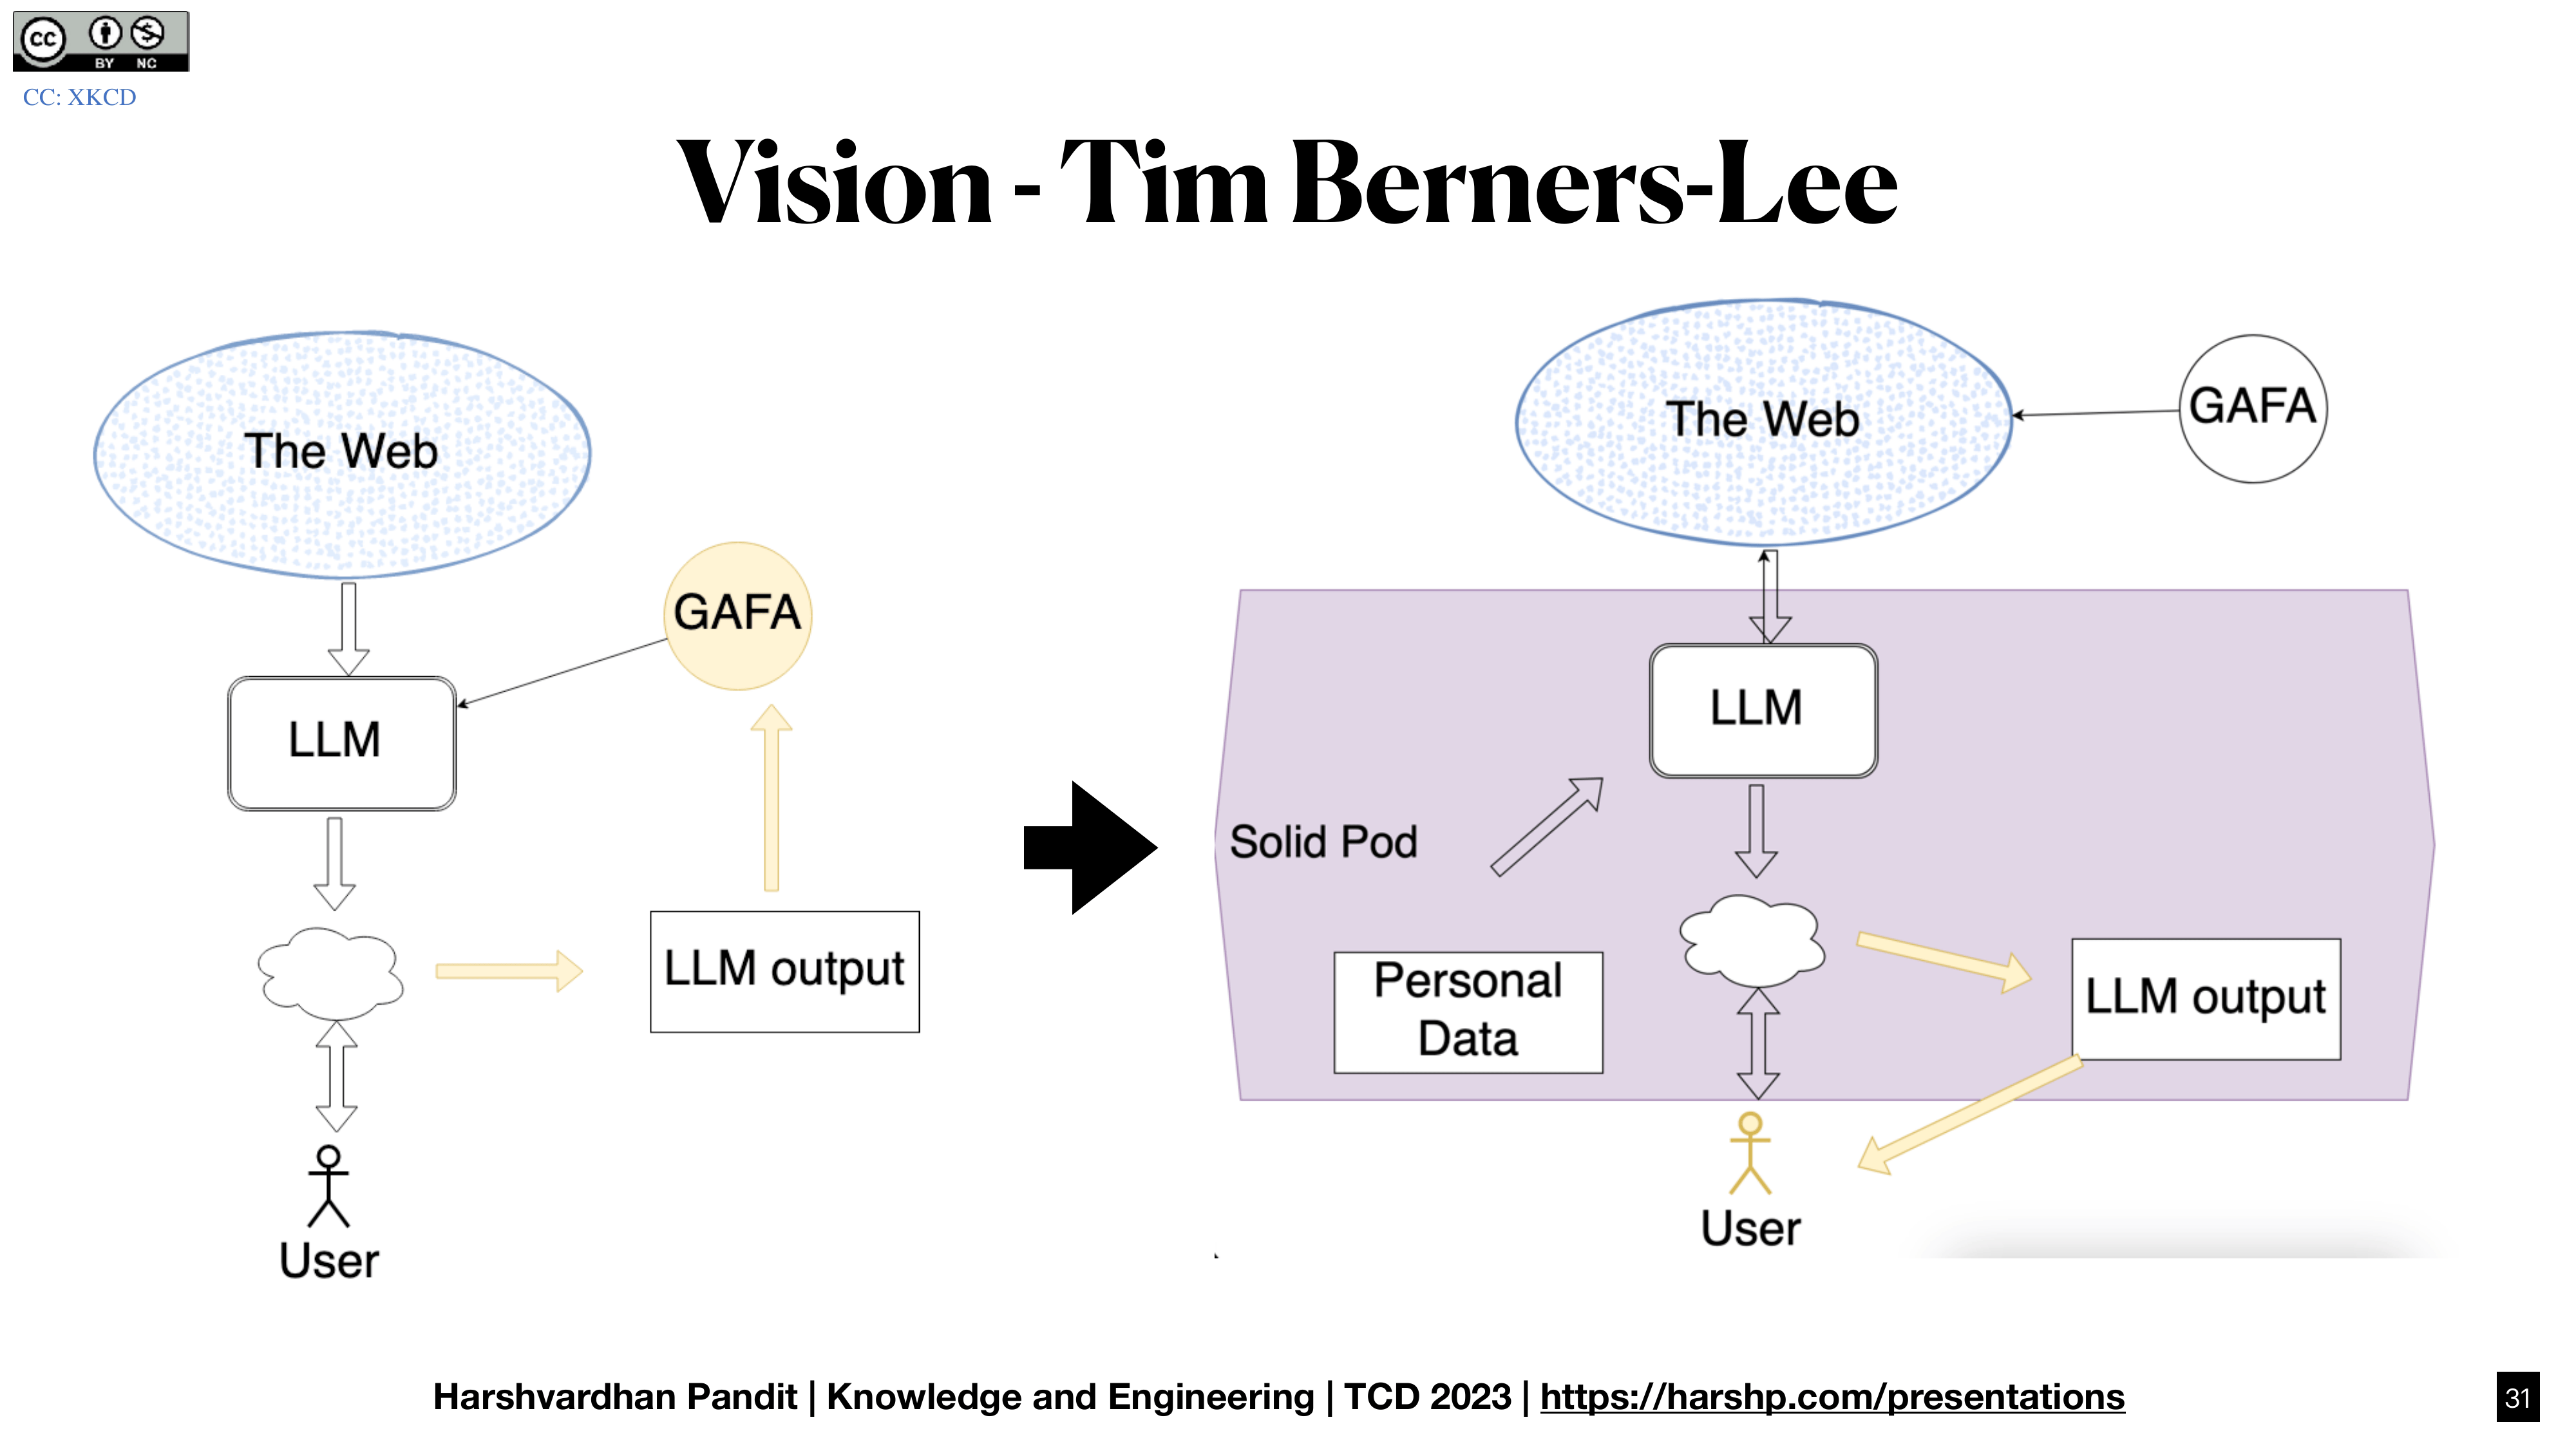 cc
BY NC
CC: XKCD
Vision - Tim Berners-Lee
The Web
GAFA
LLM
LLM output
User
The Web
GAFA
LLM
Solid Pod
Personal
Data
LLM output
User
Harshvardhan Pandit | Knowledge and Engineering | TCD 2023 | https://harshp.com/presentations
31